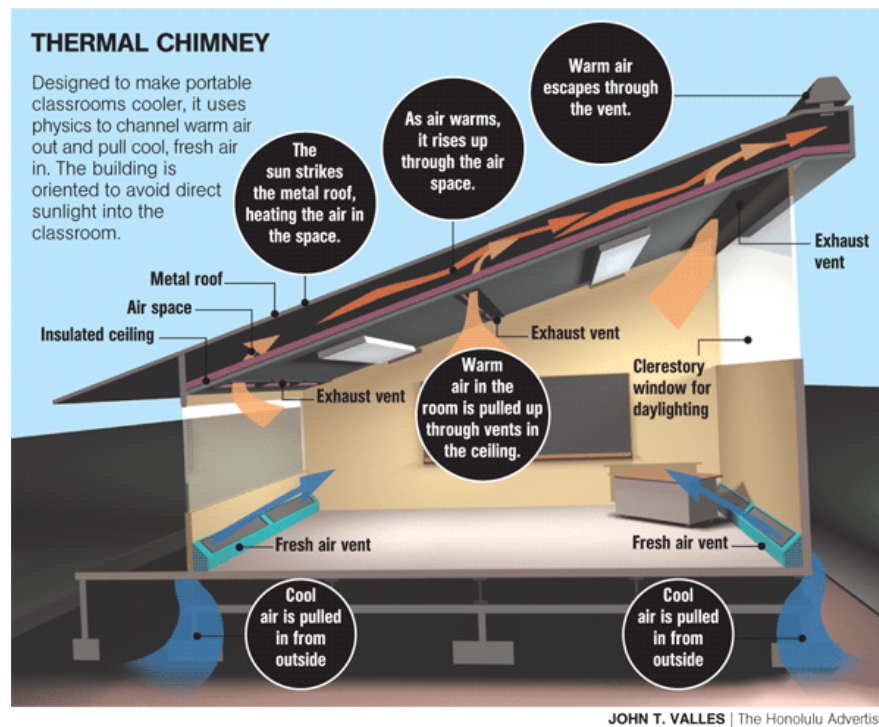 THERMAL CHIMNEY
Designed to make portable
classrooms cooler, it uses
physics to channel warm air
out and pull cool, fresh air
in. The building is
oriented to avoid direct
sunlight into the
classroom.
The
sun strikes
the metal roof,
heating the air in
the space.
As air warms,
it rises up
through the air
space.
Warm air
escapes through
the vent.
Metal roof
Air space
Insulated ceiling
Exhaust vent
Exhaust vent
Exhaust
vent
Warm
air in the
room is pulled up
through vents in
the ceiling.
Clerestory
window for
daylighting
Fresh air vent
Fresh air vent
Cool
air is pulled
in from
outside
Cool
air is pulled
in from
outside
JOHN T. VALLES | The Honolulu Advertis